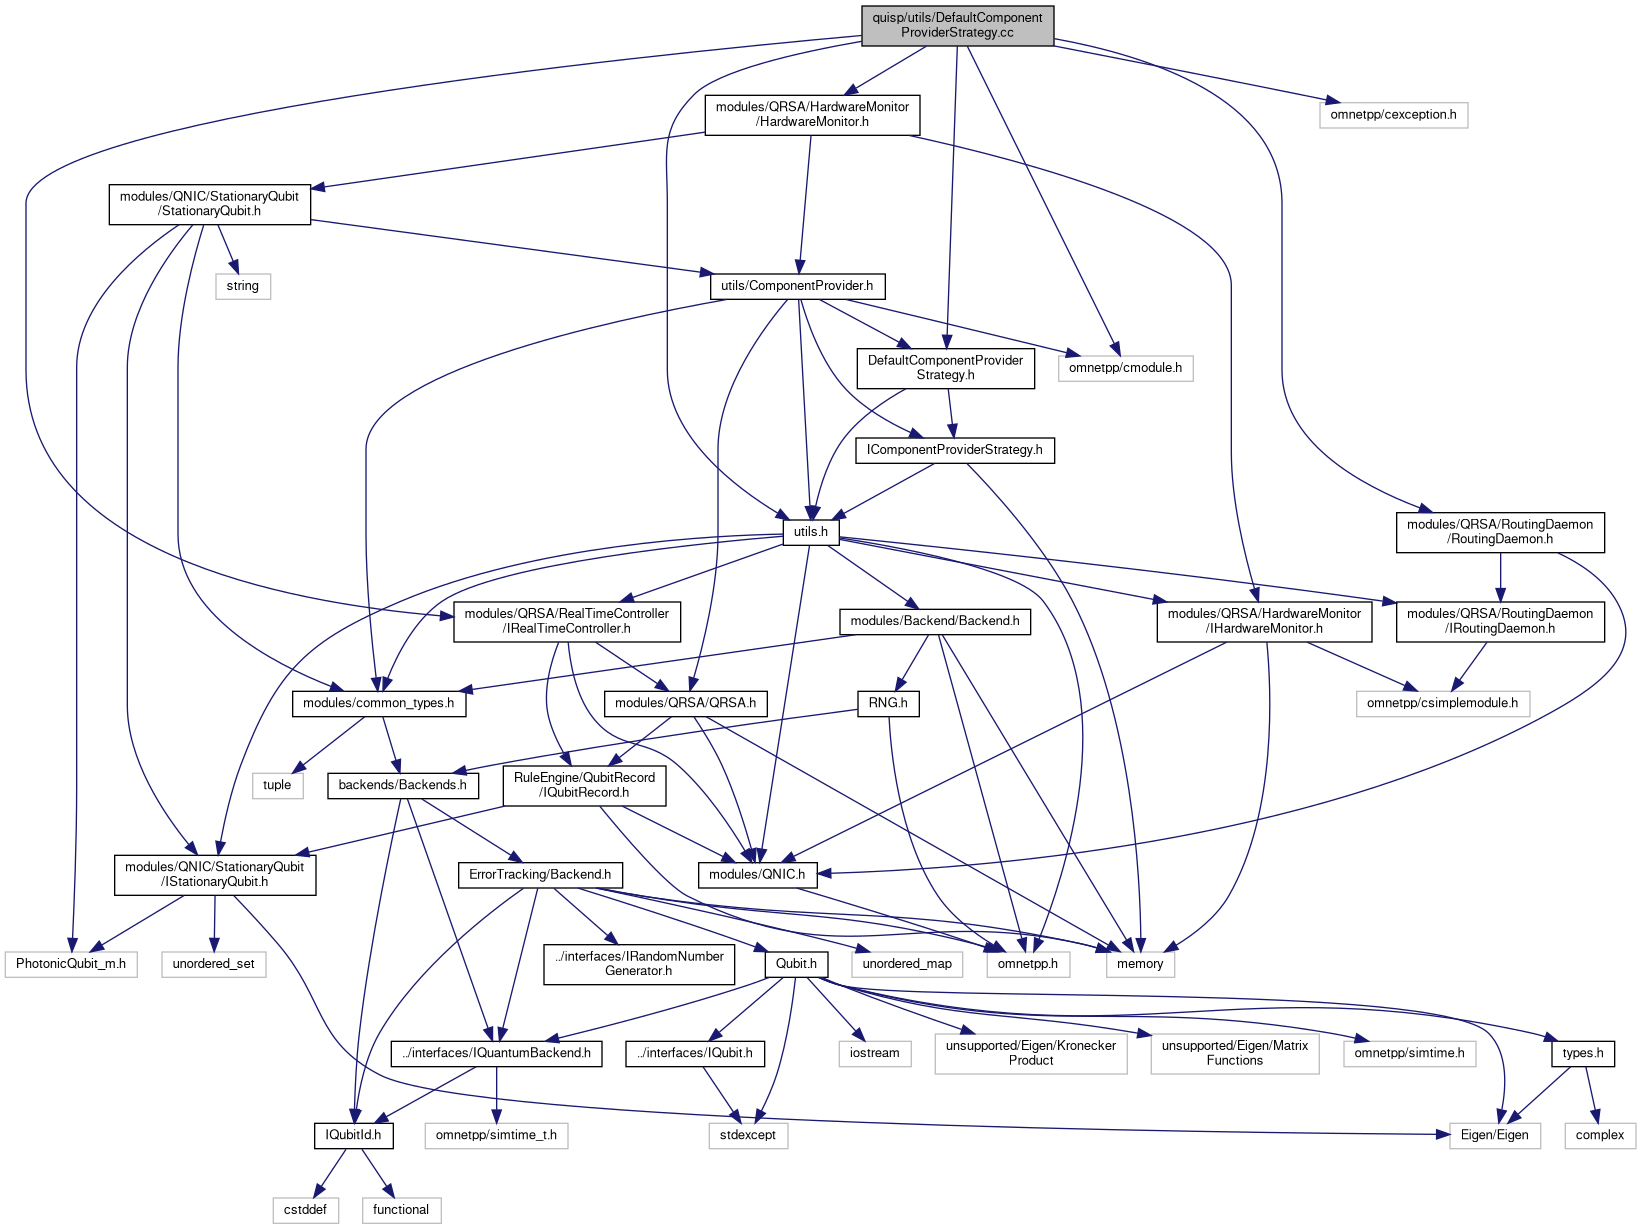 quisp/utils/DefaultComponent
ProviderStrategy.cc
modules/QRSA/HardwareMonitor
/HardwareMonitor.h
omnetpp/cexception.h
modules/QNIC/StationaryQubit
/StationaryQubit.h
string
utils/ComponentProvider.h
DefaultComponentProvider
Strategy.h
omnetpp/cmodule.h
IComponentProviderStrategy.h
utils.h
modules/QRSA/RoutingDaemon
/RoutingDaemon.h
modules/QRSA/RealTimeController
/IRealTimeController.h
modules/Backend/Backend.h
modules/QRSA/HardwareMonitor
/IHardwareMonitor.h
modules/QRSA/RoutingDaemon
/IRoutingDaemon.h
modules/common_types.h
modules/QRSA/QRSA.h
RNG.h
omnetpp/csimplemodule.h
tuple
backends/Backends.h
RuleEngine/QubitRecord
/IQubitRecord.h
modules/QNIC/StationaryQubit
/IStationaryQubit.h
ErrorTracking/Backend.h
modules/QNIC.h
PhotonicQubit_m.h
unordered_set
../interfaces/IRandomNumber
Generator.h
Qubit.h
unordered_map
omnetpp.h
memory
../interfaces/IQuantumBackend.h
../interfaces/IQubit.h
iostream
unsupported/Eigen/Kronecker
Product
unsupported/Eigen/Matrix
Functions
omnetpp/simtime.h
types.h
IQubitId.h
omnetpp/simtime_t.h
stdexcept
Eigen/Eigen
complex
cstddef
functional